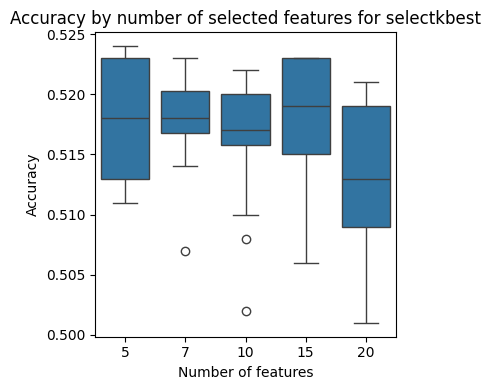 Accuracy by number of selected features for selectkbest
0.525
0.520
0.515
0.510
0.505
0.500
Accuracy
5 7 10 15 20
Number of features